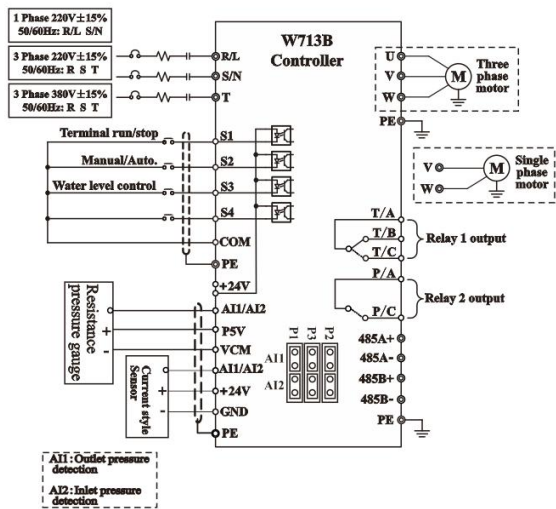 1 Phase 220V±15%
50/60Hz: R/L S/N
3 Phase 220V±15%
50/60Hz: R S T
3 Phase 380V±15%
50/60Hz: R S T
R/L
S/N
T
W713B
Controller
U
V
W
PE
M
Three
phase
motor
V
W
M
Single
phase
motor
Terminal run/stop
Manual/Auto.
Water level control
S1
S2
S3
S4
COM
PE
+24V
AI1/AI2
P5V
VCM
AI1/AI2
+24V
GND
PE
Resistance
pressure gauge
+
-
Current style
Sensor
+
-
P1
P3
P2
AI1
AI2
T/A
T/B
T/C
Relay 1 output
P/A
P/C
Relay 2 output
485A+
485A-
485B+
485B-
PE
AI1:Outlet pressure
detection
AI2:Inlet pressure
detection